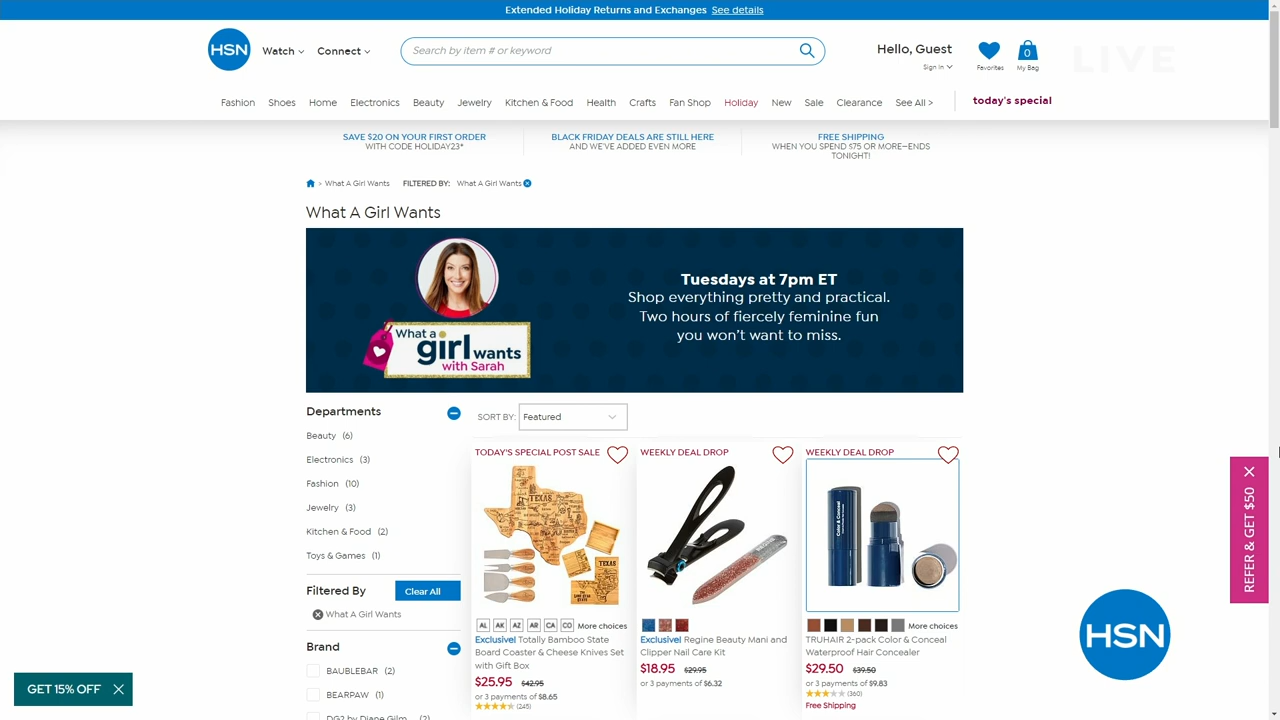 Extended Holiday Returns and Exchanges See details
HSN
Watch
Connect
Search by item # or keyword
Hello, Guest
Sign In
Favorites
0
My Bag
LIVE
Fashion Shoes Home Electronics Beauty Jewelry Kitchen & Food Health Crafts Fan Shop Holiday New Sale Clearance See All >
today's special
SAVE $20 ON YOUR FIRST ORDER
WITH CODE HOLIDAY23*
BLACK FRIDAY DEALS ARE STILL HERE
AND WE'VE ADDED EVEN MORE
FREE SHIPPING
WHEN YOU SPEND $75 OR MORE—ENDS
TONIGHT!
> What A Girl Wants FILTERED BY: What A Girl Wants
What A Girl Wants
What a
girl wants
with Sarah
Tuesdays at 7pm ET
Shop everything pretty and practical.
Two hours of fiercely feminine fun
you won't want to miss.
Departments
Beauty (6)
Electronics (3)
Fashion (10)
Jewelry (3)
Kitchen & Food (2)
Toys & Games (1)
Filtered By
Clear All
What A Girl Wants
Brand
BAUBLEBAR (2)
BEARPAW (1)
DG2 by Diane Gilm... (2)
SORT BY: Featured
TODAY'S SPECIAL POST SALE
TEXAS
TEXAS
AL AK AZ AR CA CO More choices
Exclusive! Totally Bamboo State
Board Coaster & Cheese Knives Set
with Gift Box
$25.95 $42.95
or 3 payments of $8.65
(245)
WEEKLY DEAL DROP
Exclusive! Regine Beauty Mani and
Clipper Nail Care Kit
$18.95 $29.95
or 3 payments of $6.32
WEEKLY DEAL DROP
Color & Conceal
More choices
TRUHAIR 2-pack Color & Conceal
Waterproof Hair Concealer
$29.50 $39.50
or 3 payments of $9.83
(360)
Free Shipping
REFER & GET $50
HSN
GET 15% OFF